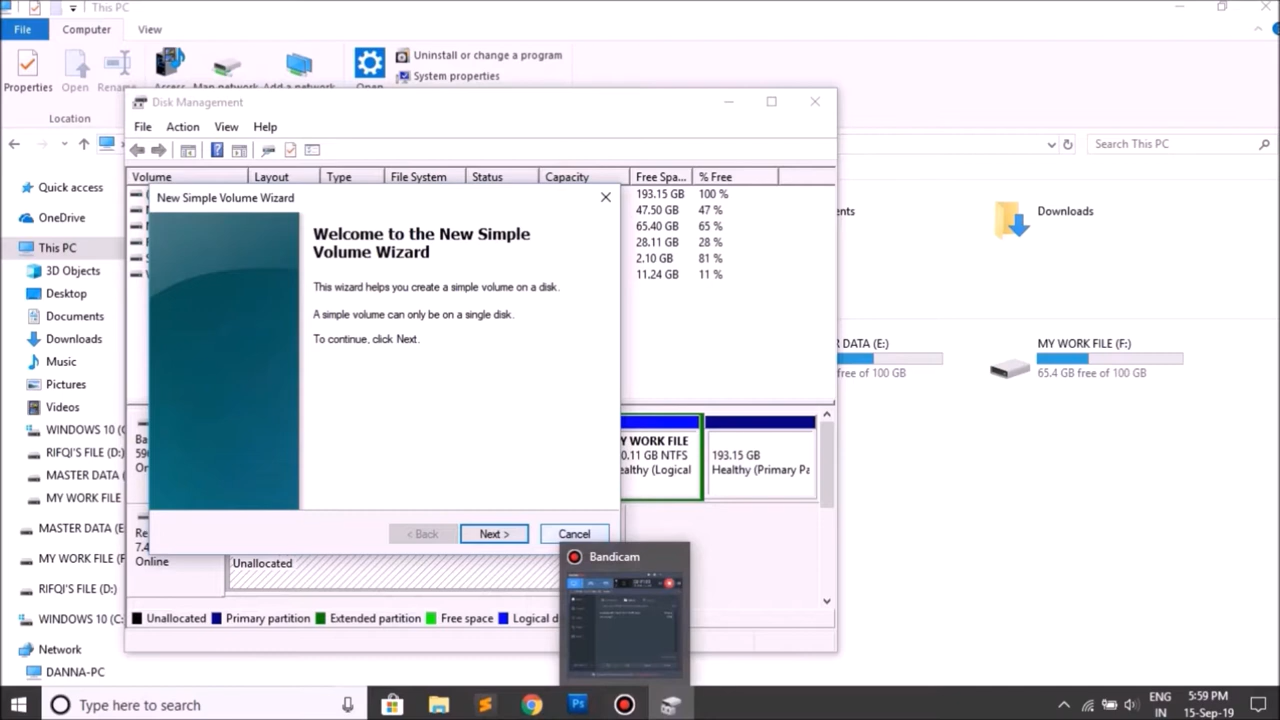 This PC
File
Computer
View
Uninstall or change a program
System properties
Properties
Open
Location
Disk Management
File
Action
View
Help
Search This PC
Volume
Layout
Type
File System
Status
Capacity
Free Spa...
% Free
193.15 GB
100 %
47.50 GB
47 %
65.40 GB
65 %
28.11 GB
28 %
2.10 GB
81 %
11.24 GB
11 %
New Simple Volume Wizard
Welcome to the New Simple
Volume Wizard
This wizard helps you create a simple volume on a disk.
A simple volume can only be on a single disk.
To continue, click Next.
< Back
Next >
Cancel
Quick access
OneDrive
This PC
3D Objects
Desktop
Documents
Downloads
Music
Pictures
Videos
WINDOWS 10 (C
RIFQI'S FILE (D:)
MASTER DATA (
MY WORK FILE
MASTER DATA (E
MY WORK FILE (F
RIFQI'S FILE (D:)
WINDOWS 10 (C:
Network
DANNA-PC
Downloads
DATA (E:)
free of 100 GB
MY WORK FILE (F:)
65.4 GB free of 100 GB
Y WORK FILE
0.11 GB NTFS
ealthy (Logical
193.15 GB
Healthy (Primary Pa
Online
Unallocated
Unallocated
Primary partition
Extended partition
Free space
Logical d
Bandicam
Type here to search
ENG
IN
5:59 PM
15-Sep-19